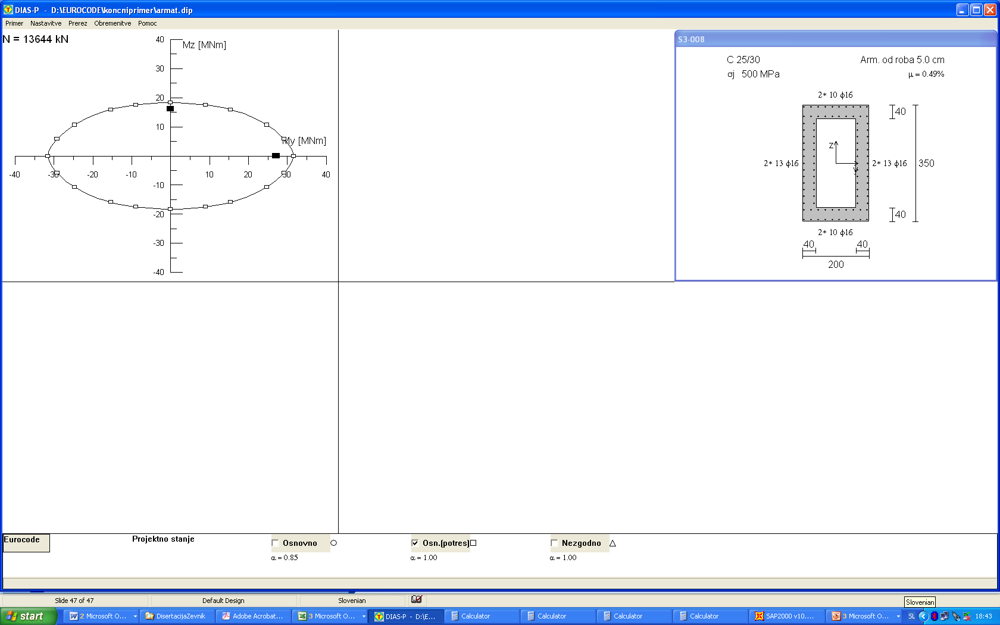 DIAS-P - D:\EUROCODE\koncniprimer\armat.dip
Primer Nastavitve Prerez Obremenitve Pomoc
N = 13644 kN
Mz [MNm]
40
30
20
10
-10
-20
-30
-40
My [MNm]
-40 -30 -20 -10 10 20 30 40
S3-008
C 25/30 Arm. od roba 5.0 cm
σj 500 MPa μ = 0.49%
2* 10 ϕ16
40
Z
2* 13 ϕ16 2* 13 ϕ16 350
40
2* 10 ϕ16
40 40
200
Eurocode Projektno stanje Osnovno Osn.(potres) Nezgodno
α = 0.85 α = 1.00 α = 1.00
Slide 47 of 47 Default Design Slovenian
Slovenian
start 2 Microsoft O... DisertacijaZevnik Adobe Acrobat... 3 Microsoft O... DIAS-P - D:\E... Calculator Calculator Calculator Calculator SAP2000 v10.... 3 Microsoft O... SL 18:43